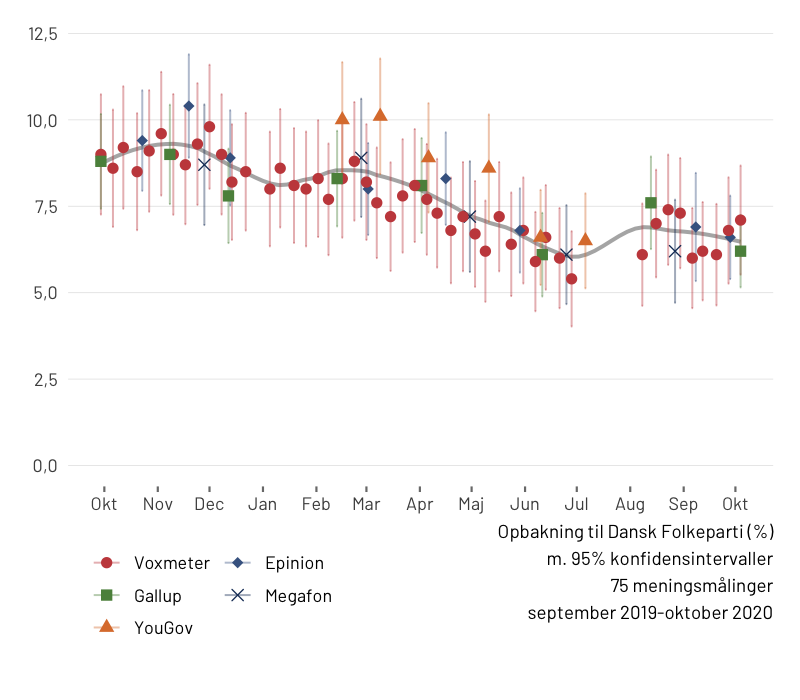 12,5
10,0
7,5
5,0
2,5
0,0
Okt Nov Dec Jan Feb Mar Apr Maj Jun Jul Aug Sep Okt
Opbakning til Dansk Folkeparti (%)
m. 95% konfidensintervaller
75 meningsmålinger
september 2019-oktober 2020
Voxmeter Epinion
Gallup Megafon
YouGov